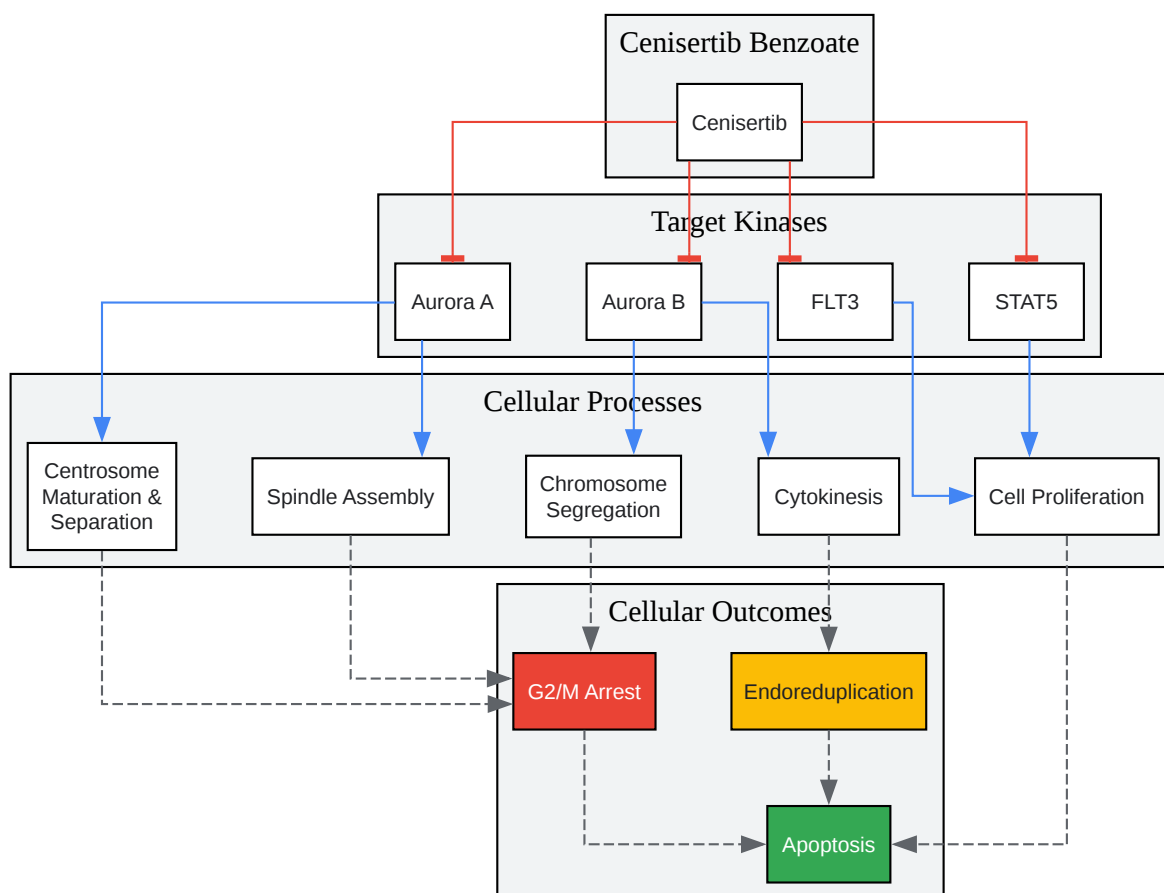 Cenisertib Benzoate
Cenisertib
Target Kinases
Aurora A
Aurora B
FLT3
STAT5
Cellular Processes
Centrosome
Maturation &
Separation
Spindle Assembly
Chromosome
Segregation
Cytokinesis
Cell Proliferation
Cellular Outcomes
G2/M Arrest
Endoreduplication
Apoptosis